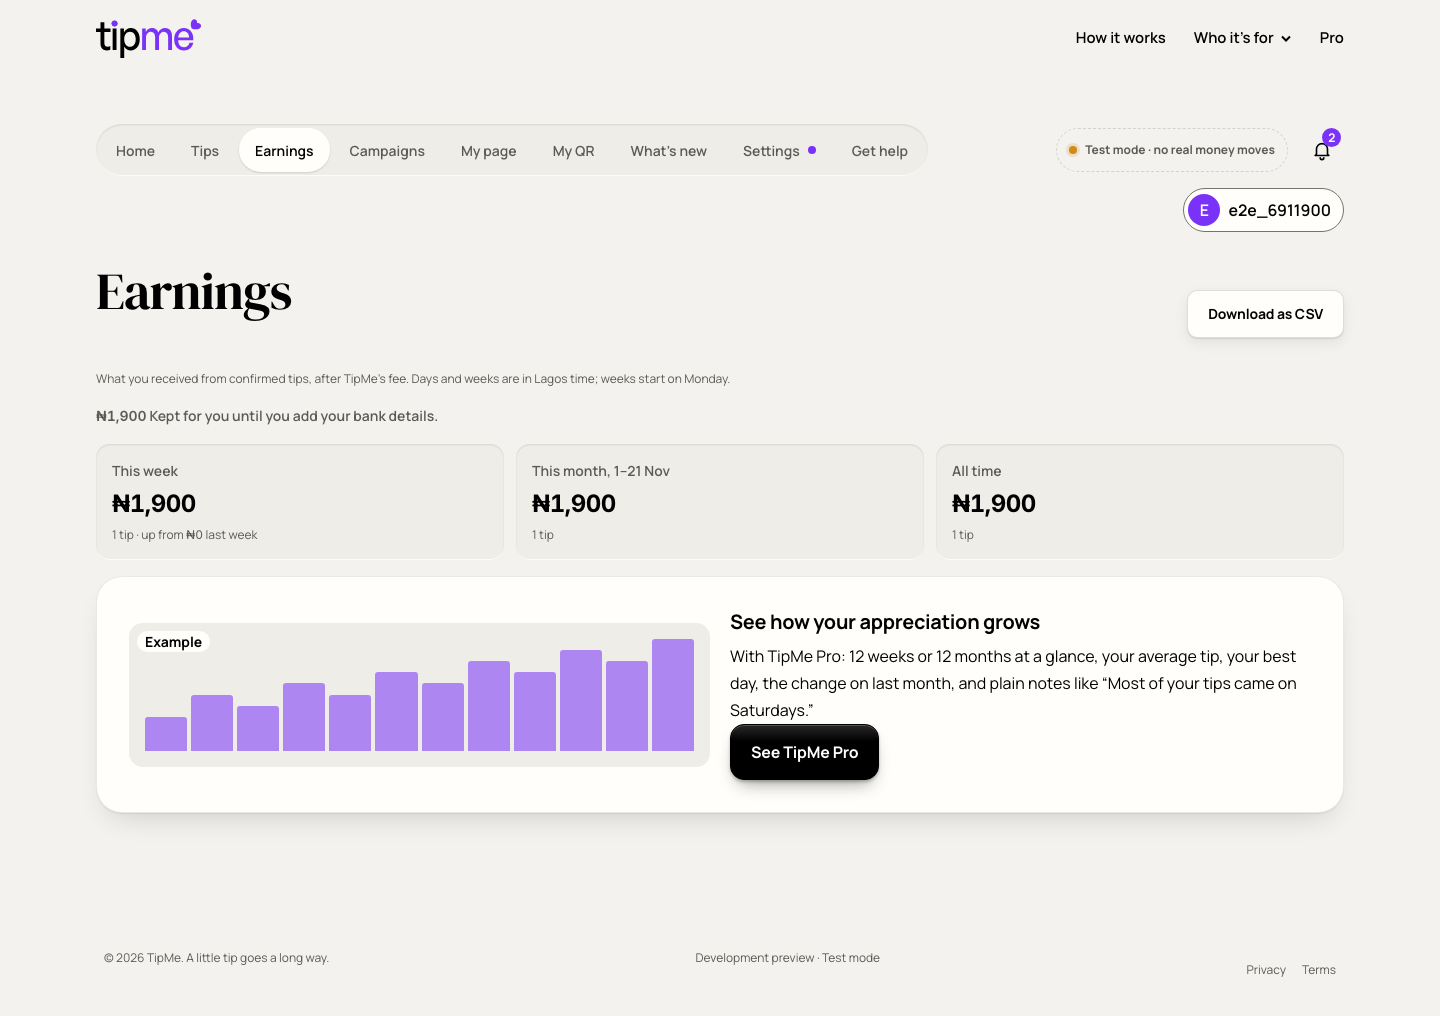 tipme
How it works Who it's for Pro
Home Tips Earnings Campaigns My page My QR What's new Settings Get help
Test mode · no real money moves
2
E e2e_6911900
Earnings
Download as CSV
What you received from confirmed tips, after TipMe's fee. Days and weeks are in Lagos time; weeks start on Monday.
₦1,900 Kept for you until you add your bank details.
This week
₦1,900
1 tip · up from ₦0 last week
This month, 1–21 Nov
₦1,900
1 tip
All time
₦1,900
1 tip
Example
See how your appreciation grows
With TipMe Pro: 12 weeks or 12 months at a glance, your average tip, your best
day, the change on last month, and plain notes like “Most of your tips came on
Saturdays.”
See TipMe Pro
© 2026 TipMe. A little tip goes a long way.
Development preview · Test mode
Privacy Terms